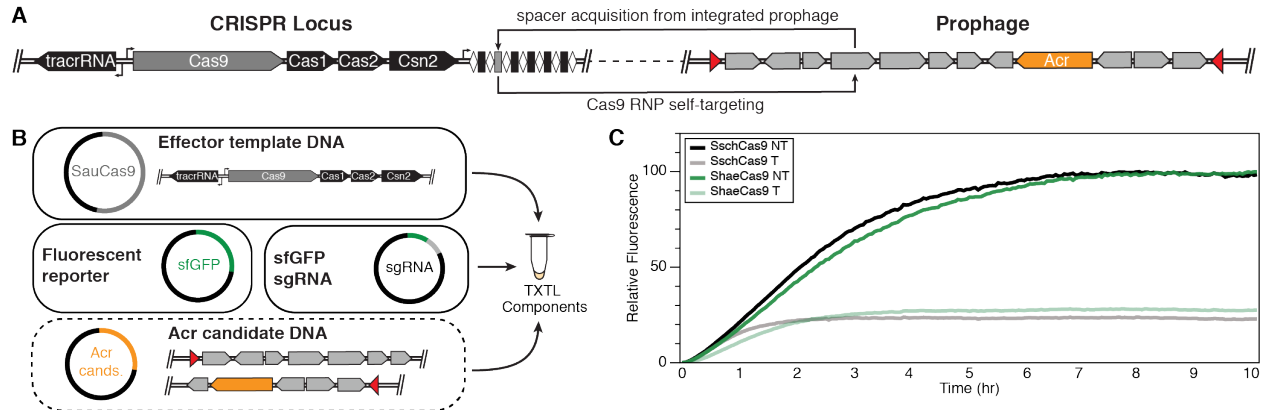 A
CRISPR Locus
spacer acquisition from integrated prophage
Prophage
tracrRNA
Cas9
Cas1
Cas2
Csn2
Acr
Cas9 RNP self-targeting
B
Effector template DNA
SauCas9
tracrRNA
Cas9
Cas1
Cas2
Csn2
Fluorescent
reporter
sfGFP
sfGFP
sgRNA
sgRNA
TXTL
Components
Acr candidate DNA
Acr
cands.
C
SschCas9 NT
SschCas9 T
ShaeCas9 NT
ShaeCas9 T
Relative Fluorescence
100
50
0
0 1 2 3 4 5 6 7 8 9 10
Time (hr)